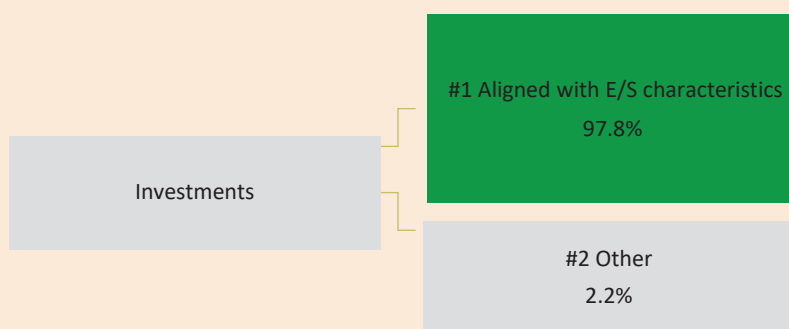 #1 Aligned with E/S characteristics
97.8%
Investments
#2 Other
2.2%